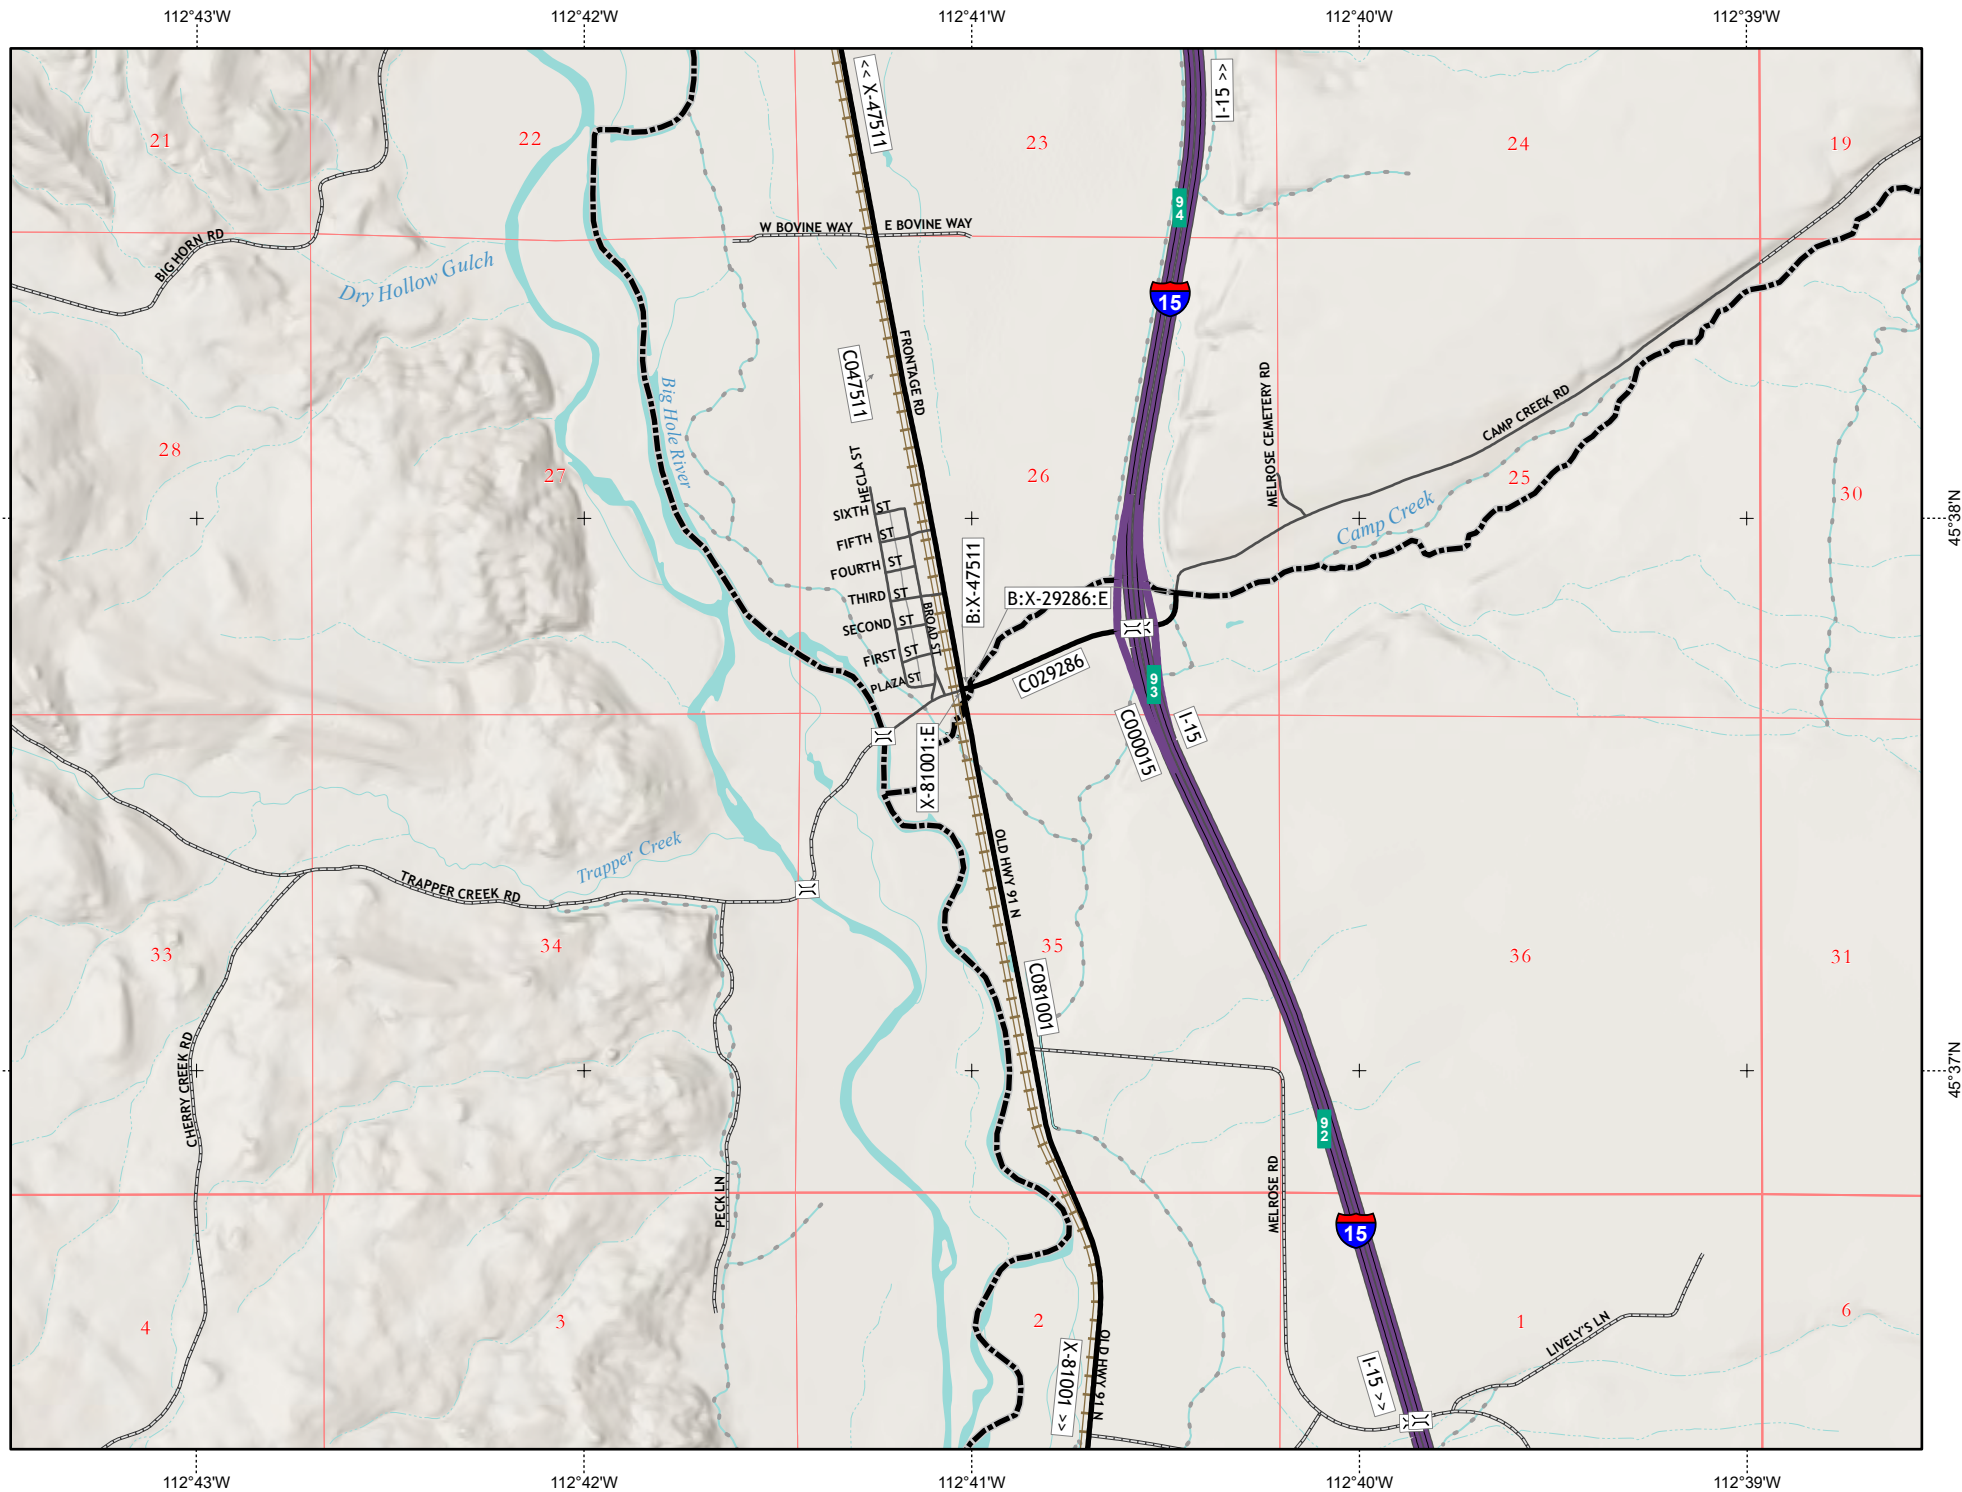 112°43'W
112°42'W
112°41'W
112°40'W
112°39'W
<< X-47511
I-15 >>
21
22
23
24
19
94
W BOVINE WAY
E BOVINE WAY
BIG HORN RD
Dry Hollow Gulch
15
FRONTAGE RD
C047511
Big Hole River
MELROSE CEMETERY RD
CAMP CREEK RD
28
27
26
25
30
HECLA ST
SIXTH ST
FIFTH ST
FOURTH ST
THIRD ST
SECOND ST
FIRST ST
PLAZA ST
BROAD ST
Camp Creek
45°38'N
B:X-47511
B:X-29286:E
C029286
93
I-15
C000015
X-81001:E
OLD HWY 91 N
Trapper Creek
TRAPPER CREEK RD
33
34
35
36
31
C081001
CHERRY CREEK RD
45°37'N
92
PECK LN
MELROSE RD
15
4
3
2
1
6
LIVELY'S LN
OLD HWY 91 N
X-81001 >>
I-15 >>
112°43'W
112°42'W
112°41'W
112°40'W
112°39'W